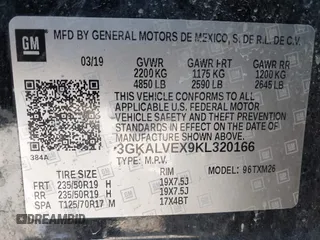 GM
MFD BY GENERAL MOTORS DE MEXICO, S. DE R.L. DE C.V.
03/19 GVWR GAWR FRT GAWR RR
2200 KG 1175 KG 1200 KG
4850 LB 2590 LB 2645 LB
THIS VEHICLE CONFORMS TO ALL
APPLICABLE U.S. FEDERAL MOTOR VEHICLE
SAFETY, BUMPER, AND THEFT PREVENTION
STANDARDS IN EFFECT ON THE DATE OF
MANUFACTURE SHOWN ABOVE.
3GKALVEX9KL320166
384A
TYPE: M.P.V. MODEL: 96TXM26
TIRE SIZE SPEED RTG RIM
FRT 235/50R19 H 19X7.5J
RR 235/50R19 H 19X7.5J
SPA T125/70R17 M 17X4BT